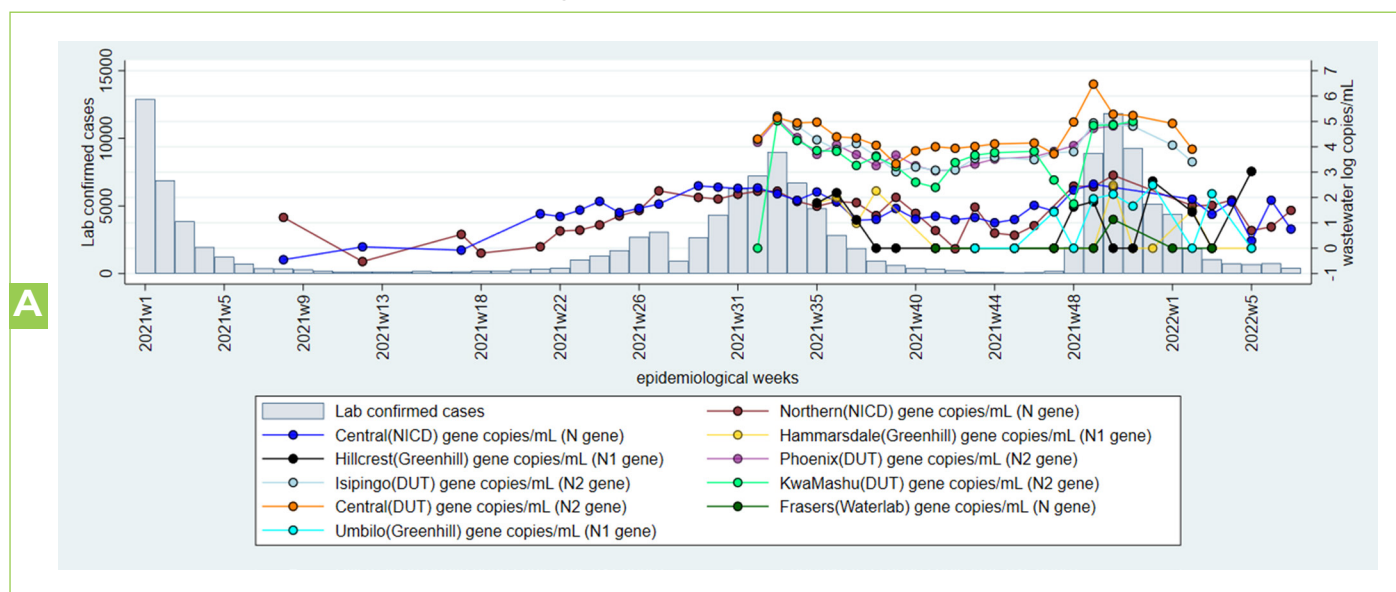 A
Lab confirmed cases
15000
10000
5000
0
7
6
5
4
3
2
1
0
-1
wastewater log copies/mL
2021w1
2021w5
2021w9
2021w13
2021w18
2021w22
2021w26
2021w31
2021w35
2021w40
2021w44
2021w48
2022w1
2022w5
epidemiological weeks
Lab confirmed cases
Northern(NICD) gene copies/mL (N gene)
Central(NICD) gene copies/mL (N gene)
Hammarsdale(Greenhill) gene copies/mL (N1 gene)
Hillcrest(Greenhill) gene copies/mL (N1 gene)
Phoenix(DUT) gene copies/mL (N2 gene)
Isipingo(DUT) gene copies/mL (N2 gene)
KwaMashu(DUT) gene copies/mL (N2 gene)
Central(DUT) gene copies/mL (N2 gene)
Frasers(Waterlab) gene copies/mL (N gene)
Umbilo(Greenhill) gene copies/mL (N1 gene)